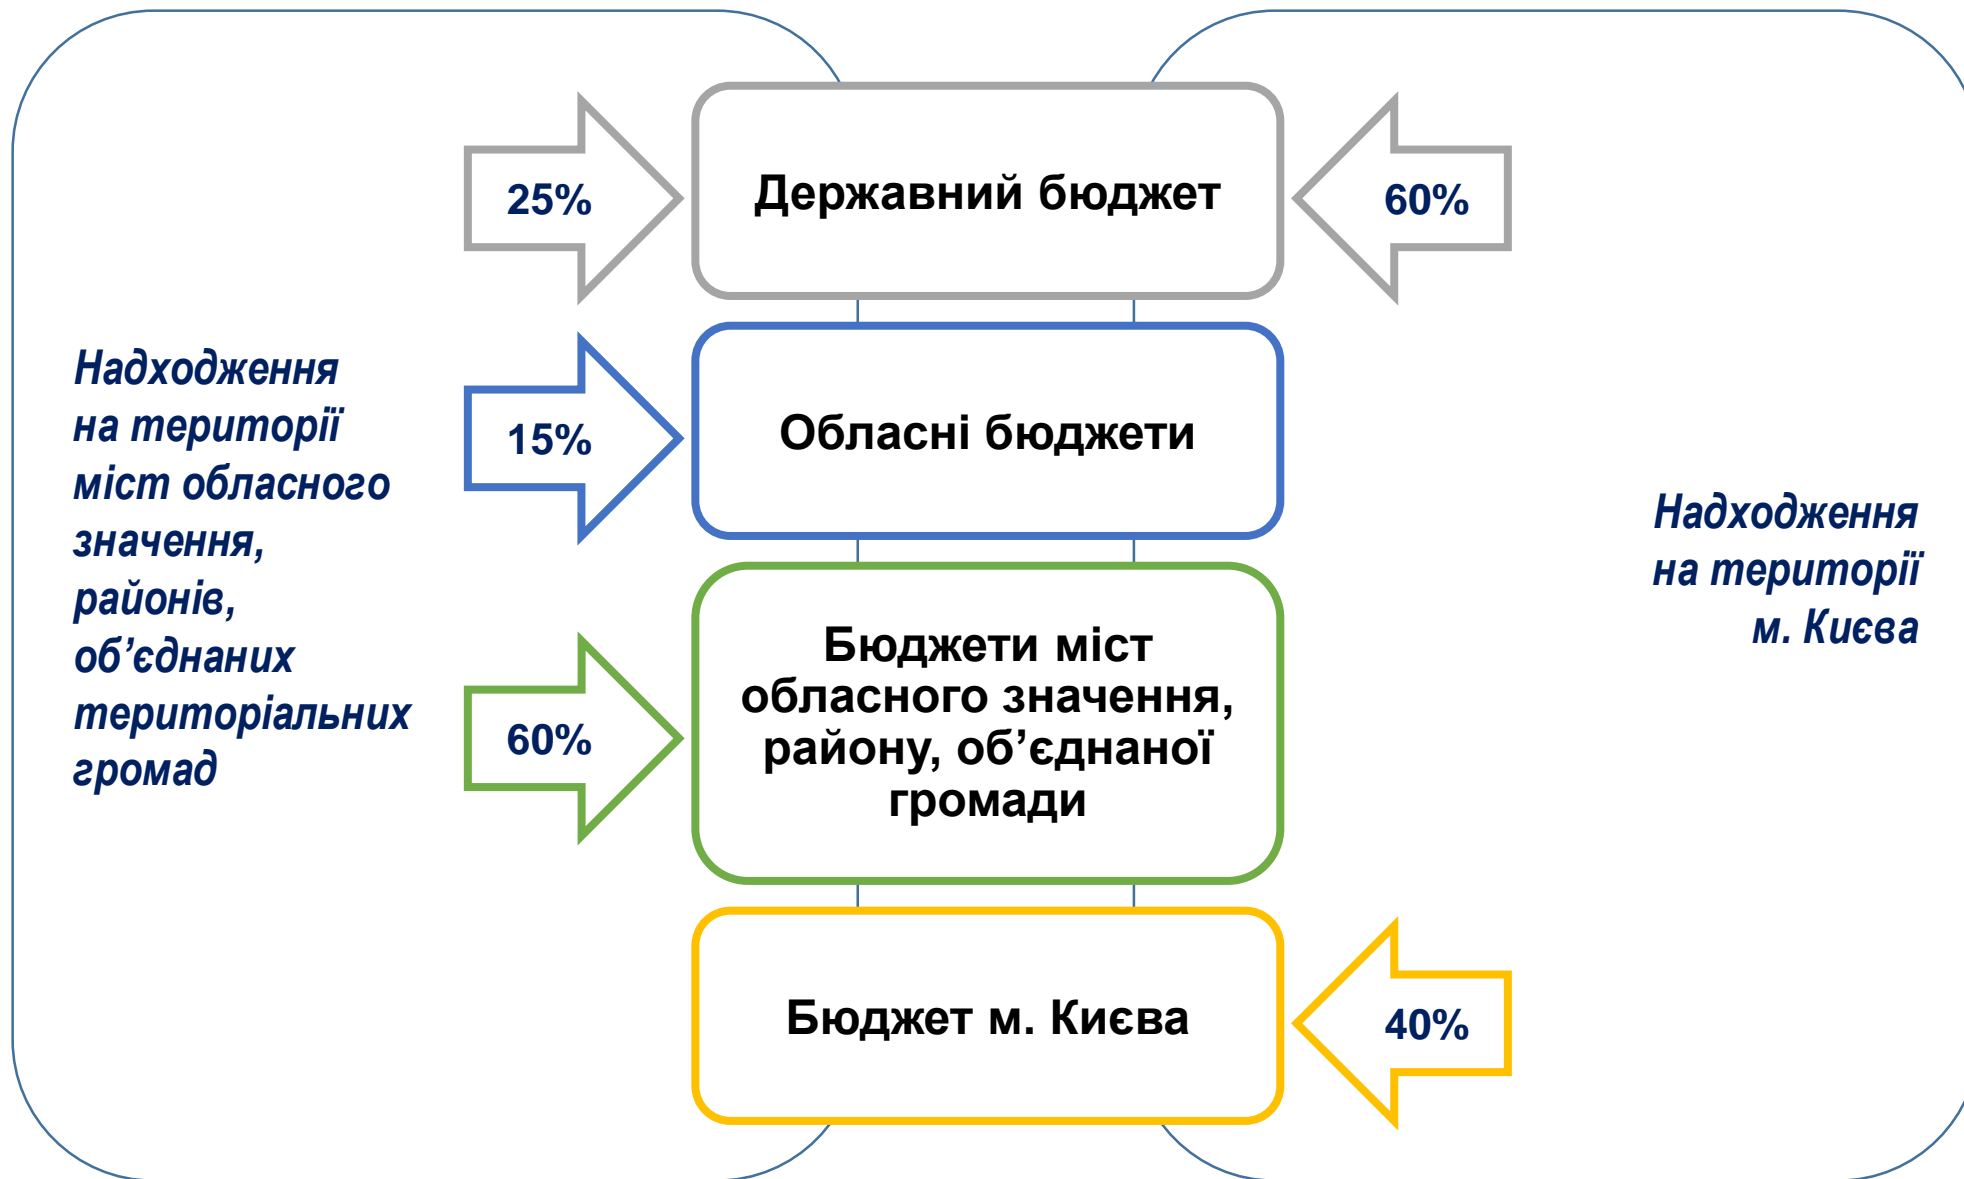 Надходження
на території
міст обласного
значення,
районів,
об’єднаних
територіальних
громад
25%
Державний бюджет
60%
15%
Обласні бюджети
60%
Бюджети міст
обласного значення,
району, об’єднаної
громади
Бюджет м. Києва
40%
Надходження
на території
м. Києва